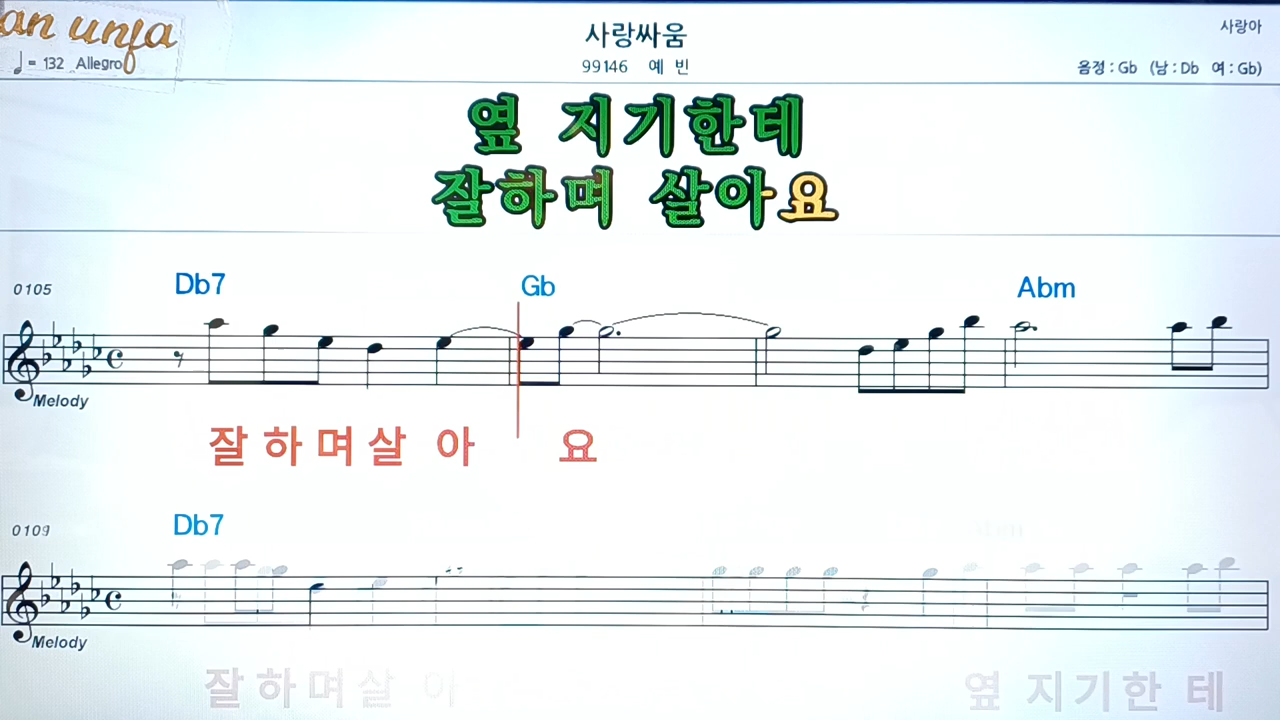 an unfa
사랑싸움
사랑아
♩ = 132 Allegro
99146 예 빈
음정 : Gb (남 : Db 여 : Gb)
옆 지기한테
잘하며 살아요
0105
Db7 Gb Abm
Melody
잘 하 며 살 아 요
0109
Db7
Melody
잘 하 며 살 아 옆 지 기 한 테